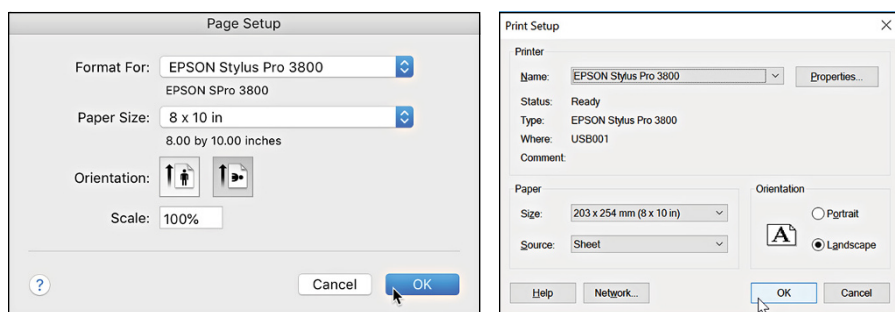 Page Setup
Format For: EPSON Stylus Pro 3800
EPSON SPro 3800
Paper Size: 8 x 10 in
8.00 by 10.00 inches
Orientation:
Scale: 100%
? Cancel OK
Print Setup
Printer
Name: EPSON Stylus Pro 3800 Properties...
Status: Ready
Type: EPSON Stylus Pro 3800
Where: USB001
Comment:
Paper
Size: 203 x 254 mm (8 x 10 in)
Source: Sheet
Orientation
A
Portrait
Landscape
Help Network... OK Cancel